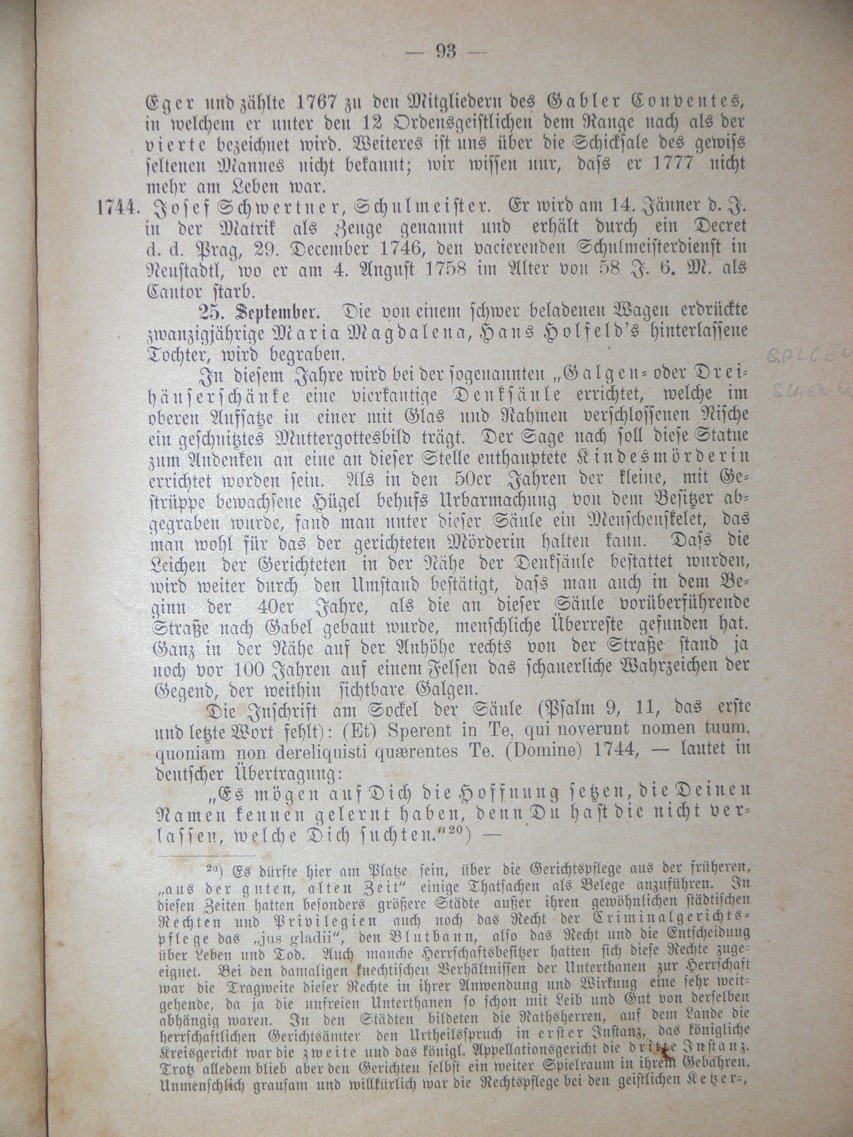 — 93 —
Eger und zählte 1767 zu den Mitgliedern des Gabler Conventes,
in welchem er unter den 12 Ordensgeistlichen dem Range nach als der
vierte bezeichnet wird. Weiteres ist uns über die Schicksale des gewiss
seltenen Mannes nicht bekannt; wir wissen nur, dass er 1777 nicht
mehr am Leben war.
1744. Josef Schwertner, Schulmeister. Er wird am 14. Jänner d. J.
in der Matrik als Zeuge genannt und erhält durch ein Decret
d. d. Prag, 29. December 1746, den vacierenden Schulmeisterdienst in
Neustadtl, wo er am 4. August 1758 im Alter von 58 J. 6. M. als
Cantor starb.
25. September. Die von einem schwer beladenen Wagen erdrückte
zwanzigjährige Maria Magdalena, Hans Holfeld's hinterlassene
Tochter, wird begraben.
In diesem Jahre wird bei der sogenannten „Galgen- oder Drei-
häuserschänke eine vierkantige Denksäule errichtet, welche im
oberen Aufsatze in einer mit Glas und Rahmen verschlossenen Nische
ein geschnitztes Muttergottesbild trägt. Der Sage nach soll diese Statue
zum Andenken an eine an dieser Stelle enthauptete Kindesmörderin
errichtet worden sein. Als in den 50er Jahren der kleine, mit Ge-
strüppe bewachsene Hügel behufs Urbarmachung von dem Besitzer ab-
gegraben wurde, fand man unter dieser Säule ein Menschenskelet, das
man wohl für das der gerichteten Mörderin halten kann. Dass die
Leichen der Gerichteten in der Nähe der Denksäule bestattet wurden,
wird weiter durch den Umstand bestätigt, dass man auch in dem Be-
ginn der 40er Jahre, als die an dieser Säule vorüberführende
Straße nach Gabel gebaut wurde, menschliche Überreste gefunden hat.
Ganz in der Nähe auf der Anhöhe rechts von der Straße stand ja
noch vor 100 Jahren auf einem Felsen das schauerliche Wahrzeichen der
Gegend, der weithin sichtbare Galgen.
Die Inschrift am Sockel der Säule (Psalm 9, 11, das erste
und letzte Wort fehlt): (Et) Sperent in Te, qui noverunt nomen tuum,
quoniam non dereliquisti quærentes Te. (Domine) 1744, — lautet in
deutscher Übertragung:
„Es mögen auf Dich die Hoffnung setzen, die Deinen
Namen kennen gelernt haben, denn Du hast die nicht ver-
lassen, welche Dich suchten."²⁰) —
²⁰) Es dürfte hier am Platze sein, über die Gerichtspflege aus der früheren,
„aus der guten, alten Zeit" einige Thatsachen als Belege anzuführen. In
diesen Zeiten hatten besonders größere Städte außer ihren gewöhnlichen städtischen
Rechten und Privilegien auch noch das Recht der Criminalgerichts-
pflege das „jus gladii", den Blutbann, also das Recht und die Entscheidung
über Leben und Tod. Auch manche Herrschaftsbesitzer hatten sich diese Rechte zuge-
eignet. Bei den damaligen knechtischen Verhältnissen der Unterthanen zur Herrschaft
war die Tragweite dieser Rechte in ihrer Anwendung und Wirkung eine sehr weit-
gehende, da ja die unfreien Unterthanen so schon mit Leib und Gut von derselben
abhängig waren. In den Städten bildeten die Rathsherren, auf dem Lande die
herrschaftlichen Gerichtsämter den Urtheilsspruch in erster Instanz, das königliche
Kreisgericht war die zweite und das königl. Appellationsgericht die dritte Instanz.
Trotz alledem blieb aber den Gerichten selbst ein weiter Spielraum in ihrem Gebahren.
Unmenschlich grausam und willkürlich war die Rechtspflege bei den geistlichen Ketzer-,
GALGEN